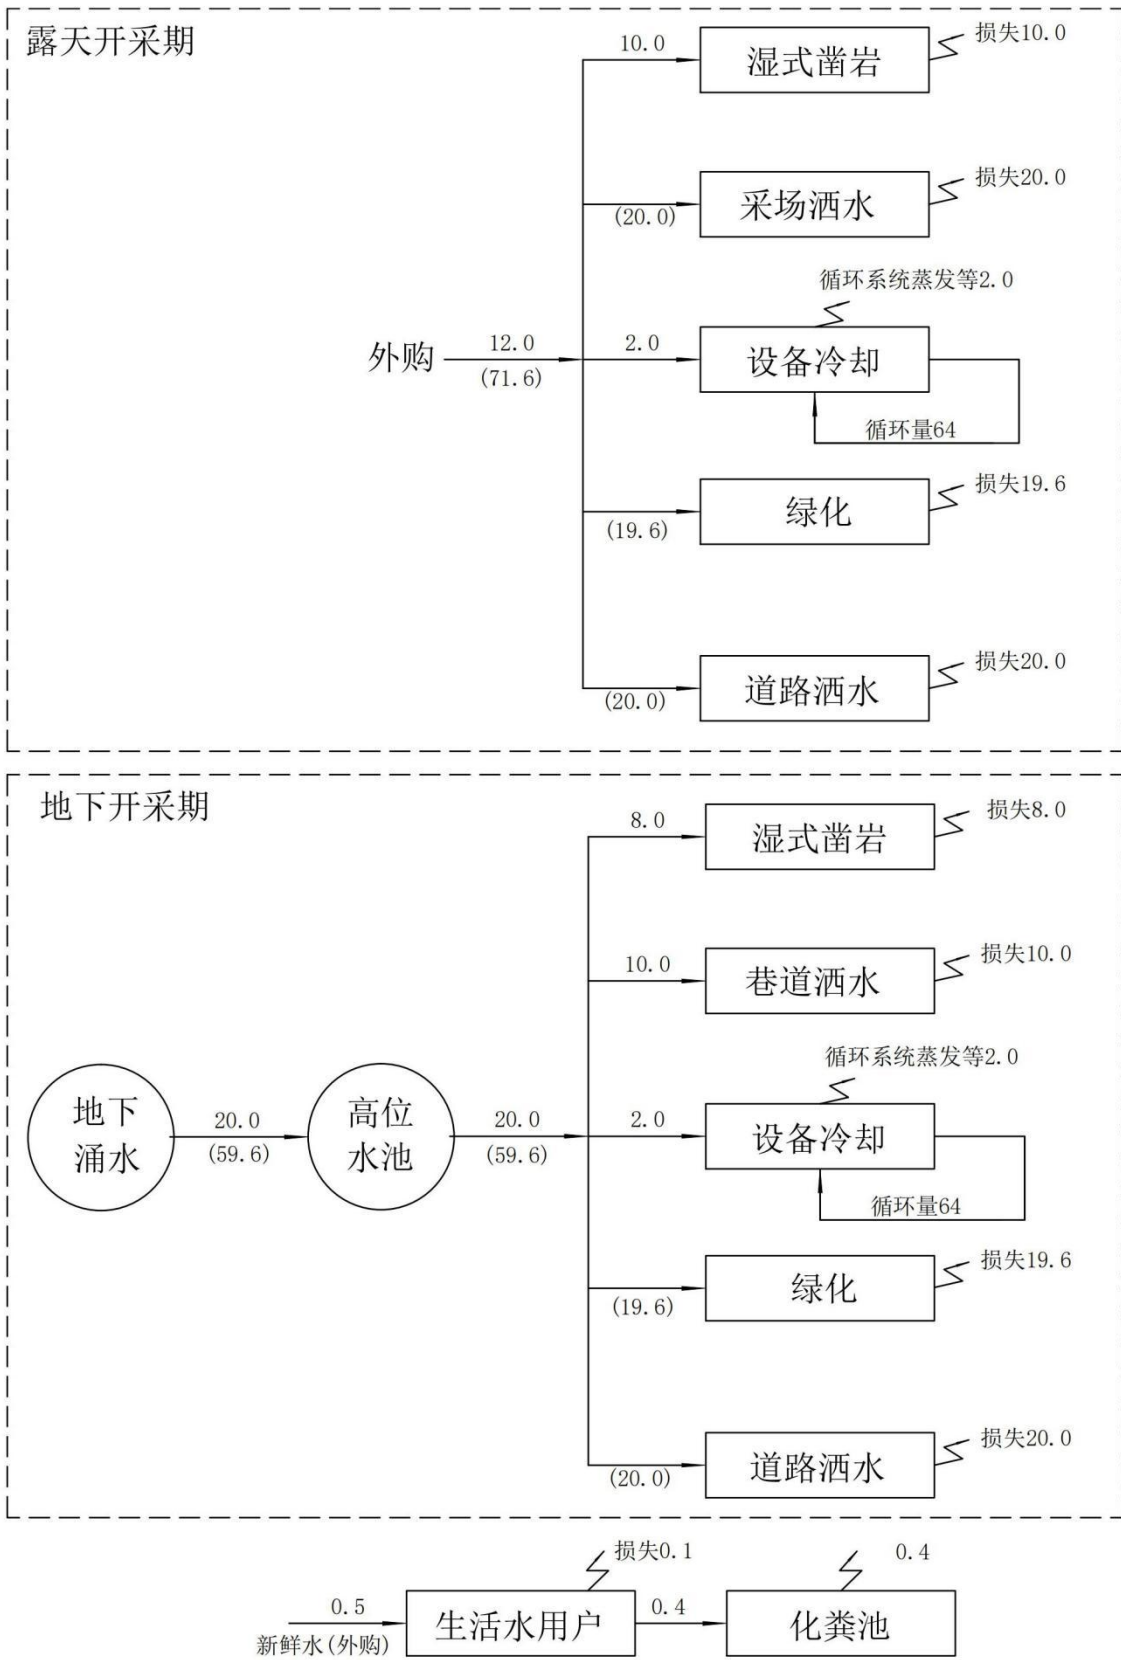 露天开采期
10.0
湿式凿岩
损失10.0
(20.0)
采场洒水
损失20.0
循环系统蒸发等2.0
外购
12.0
(71.6)
2.0
设备冷却
循环量64
(19.6)
绿化
损失19.6
(20.0)
道路洒水
损失20.0
地下开采期
8.0
湿式凿岩
损失8.0
10.0
巷道洒水
损失10.0
循环系统蒸发等2.0
地下
涌水
20.0
(59.6)
高位
水池
20.0
(59.6)
2.0
设备冷却
循环量64
(19.6)
绿化
损失19.6
(20.0)
道路洒水
损失20.0
损失0.1
0.4
0.5
新鲜水(外购)
生活水用户
0.4
化粪池